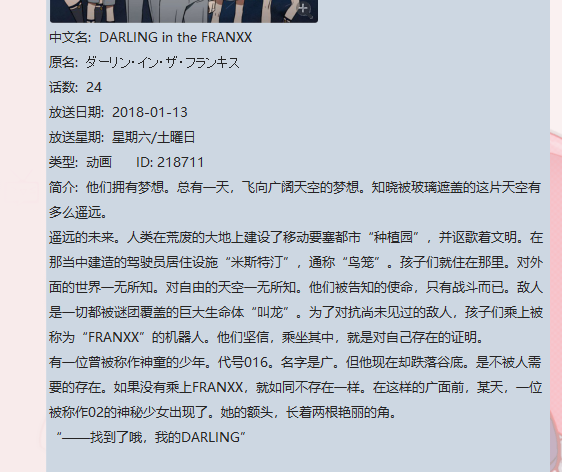 中文名: DARLING in the FRANXX
原名: ダーリン・イン・ザ・フランキス
话数: 24
放送日期: 2018-01-13
放送星期: 星期六/土曜日
类型: 动画 ID: 218711
简介: 他们拥有梦想。总有一天，飞向广阔天空的梦想。知晓被玻璃遮盖的这片天空有
多么遥远。
遥远的未来。人类在荒废的大地上建设了移动要塞都市“种植园”，并讴歌着文明。在
那当中建造的驾驶员居住设施“米斯特汀”，通称“鸟笼”。孩子们就住在那里。对外
面的世界一无所知。对自由的天空一无所知。他们被告知的使命，只有战斗而已。敌人
是一切都被谜团覆盖的巨大生命体“叫龙”。为了对抗尚未见过的敌人，孩子们乘上被
称为“FRANXX”的机器人。他们坚信，乘坐其中，就是对自己存在的证明。
有一位曾被称作神童的少年。代号016。名字是广。但他现在却跌落谷底。是不被人需
要的存在。如果没有乘上FRANXX，就如同不存在一样。在这样的广面前，某天，一位
被称作02的神秘少女出现了。她的额头，长着两根艳丽的角。
“——找到了哦，我的DARLING”